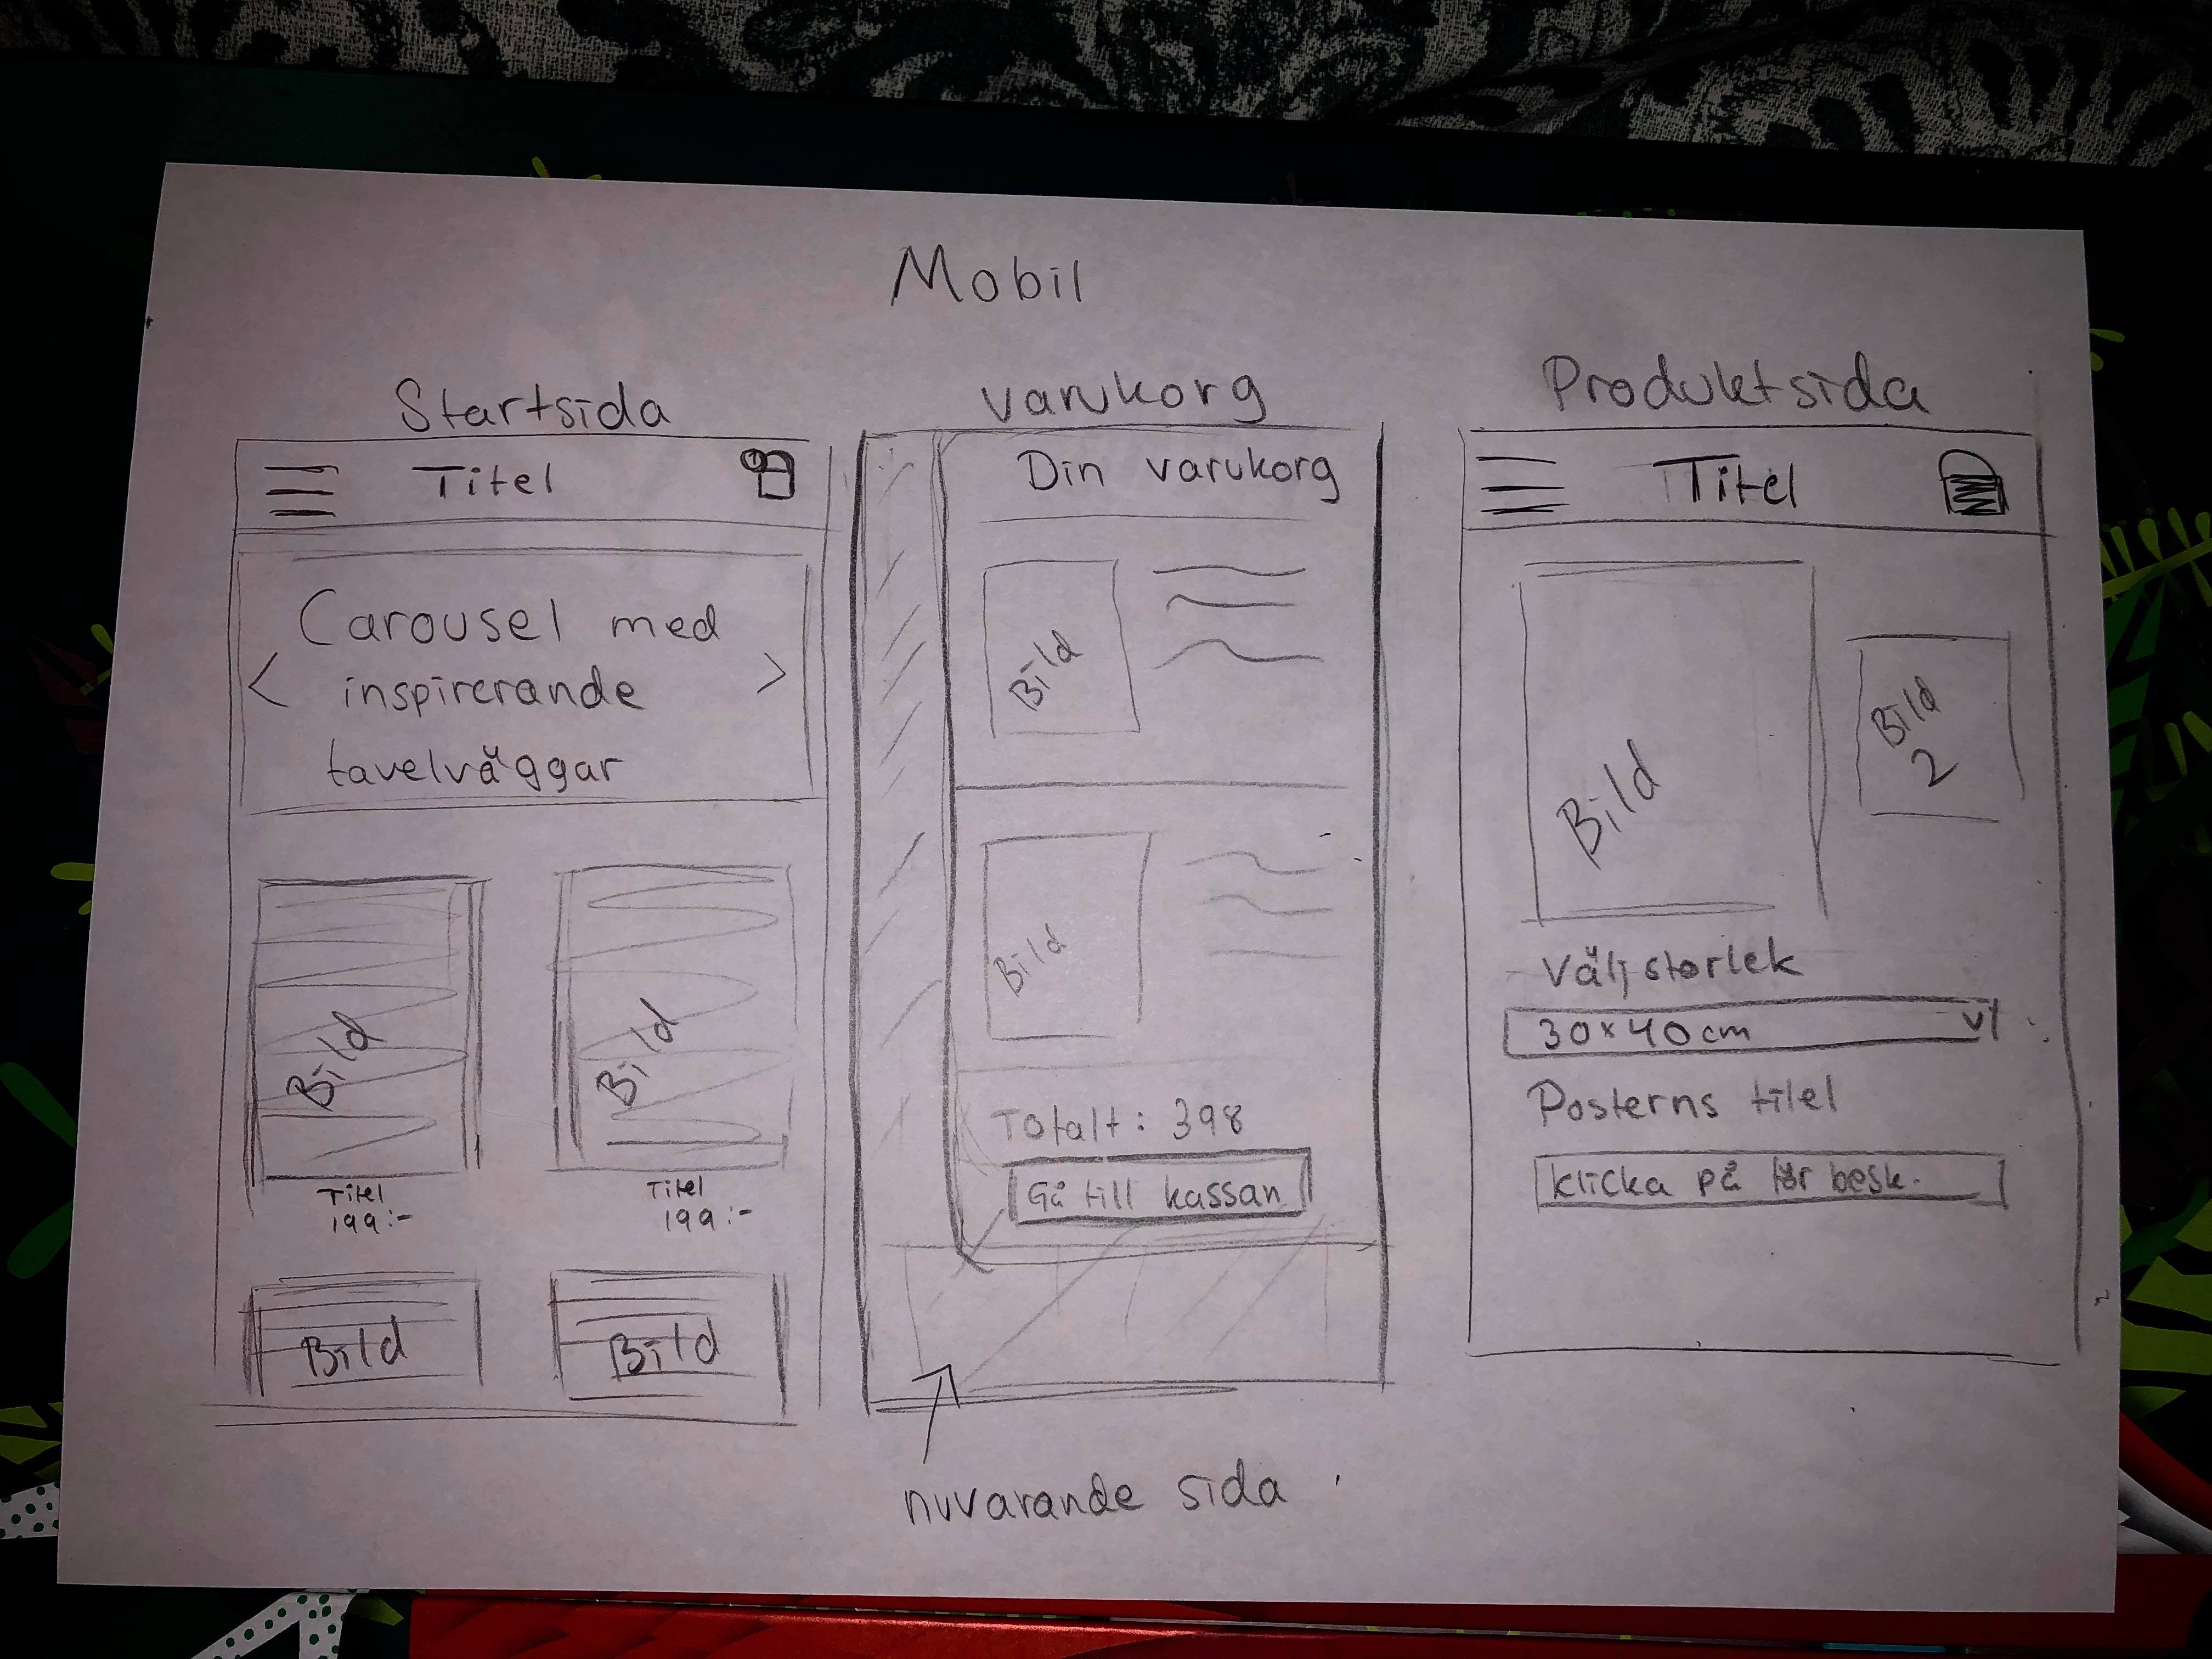 Mobil
Startsida
Titel
Carousel med
< inspirerande >
tavelväggar
Bild
Bild
Titel
199:-
Titel
199:-
Bild
Bild
varukorg
Din varukorg
Bild
Bild
Totalt: 398
Gå till kassan
nuvarande sida
Produktsida
Titel
Bild
Bild
2
Välj storlek
30x40cm
Posterns titel
klicka på för besk.